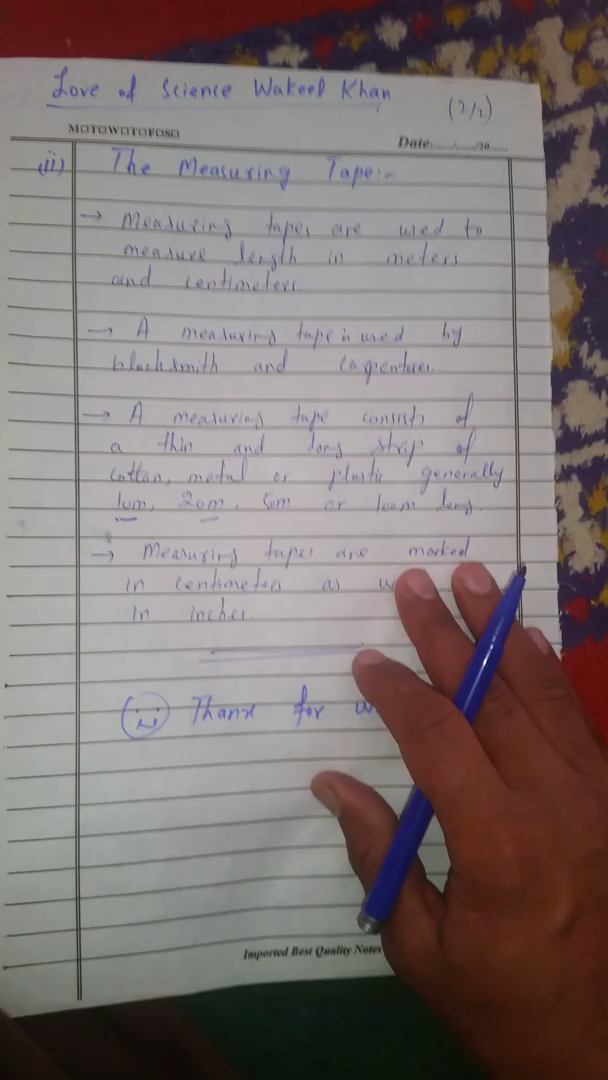 Love of Science Wakeel Khan
(2/2)
MOTOWOTOFOSO
Date:....../....../20......
(ii) The Measuring Tape:-
→ Measuring tapes are used to
measure length in meters
and centimeters
→ A measuring tape is used by
blacksmith and
→ A measuring tape consists of
a thin and long strip of
cotton, metal or plastic generally
10m, 20m, 50m or 100m long.
→ Measuring tapes are marked
in centimeters as w
in inches.
Thanx for w
Imported Best Quality Notes